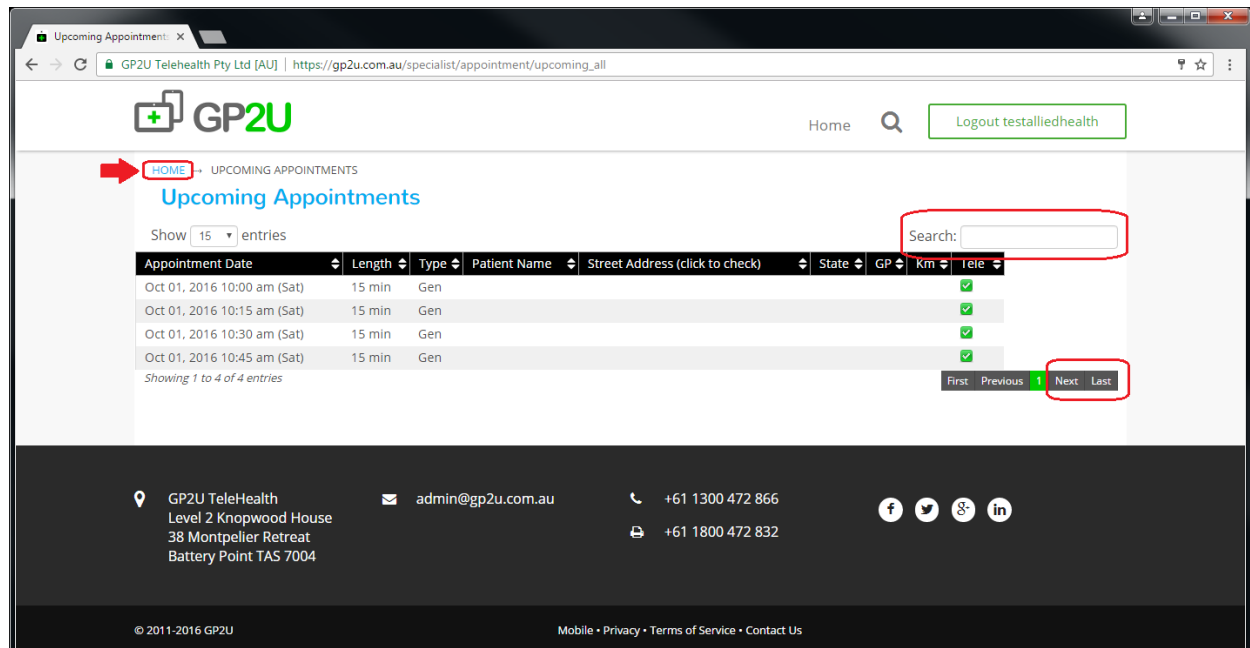 Upcoming Appointment
GP2U Telehealth Pty Ltd [AU] | https://gp2u.com.au/specialist/appointment/upcoming_all
GP2U
Home
Logout testalliedhealth
HOME → UPCOMING APPOINTMENTS
Upcoming Appointments
Show 15 entries
Search:
Appointment Date Length Type Patient Name Street Address (click to check) State GP Km Tele
Oct 01, 2016 10:00 am (Sat) 15 min Gen
Oct 01, 2016 10:15 am (Sat) 15 min Gen
Oct 01, 2016 10:30 am (Sat) 15 min Gen
Oct 01, 2016 10:45 am (Sat) 15 min Gen
Showing 1 to 4 of 4 entries
First Previous 1 Next Last
GP2U TeleHealth
Level 2 Knopwood House
38 Montpelier Retreat
Battery Point TAS 7004
admin@gp2u.com.au
+61 1300 472 866
+61 1800 472 832
© 2011-2016 GP2U
Mobile • Privacy • Terms of Service • Contact Us